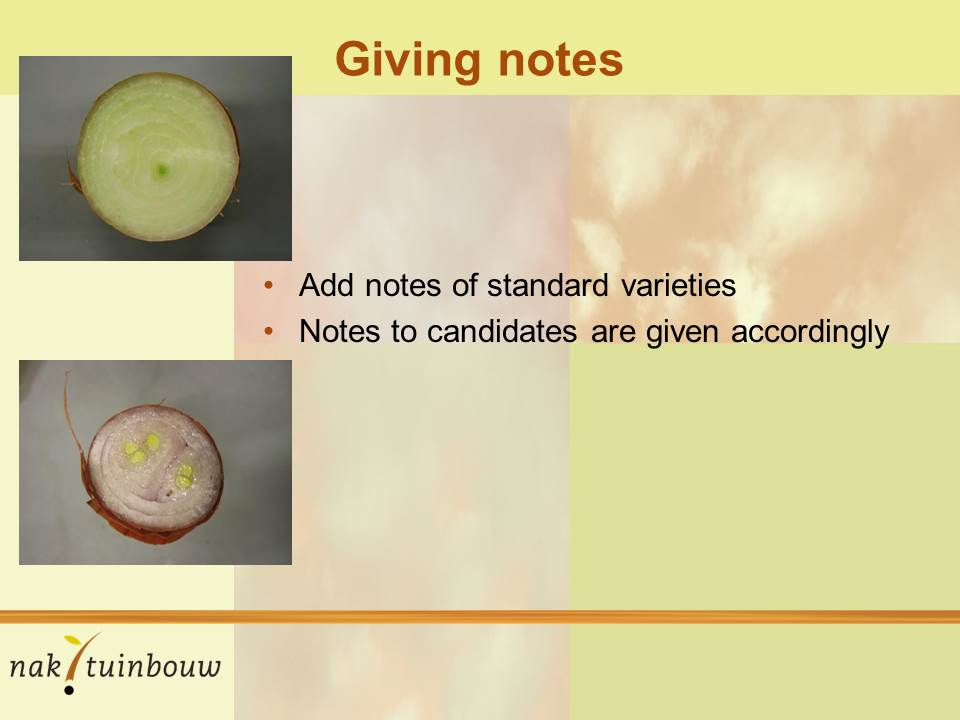 Giving notes
• Add notes of standard varieties
• Notes to candidates are given accordingly
nak tuinbouw